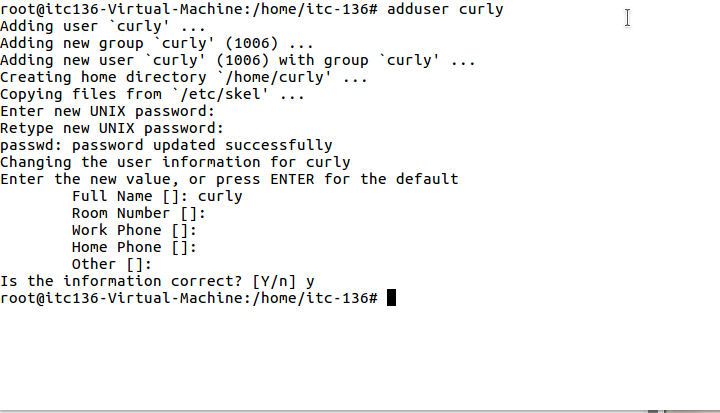 root@itc136-Virtual-Machine:/home/itc-136# adduser curly
Adding user `curly' ...
Adding new group `curly' (1006) ...
Adding new user `curly' (1006) with group `curly' ...
Creating home directory `/home/curly' ...
Copying files from `/etc/skel' ...
Enter new UNIX password:
Retype new UNIX password:
passwd: password updated successfully
Changing the user information for curly
Enter the new value, or press ENTER for the default
        Full Name []: curly
        Room Number []:
        Work Phone []:
        Home Phone []:
        Other []:
Is the information correct? [Y/n] y
root@itc136-Virtual-Machine:/home/itc-136#